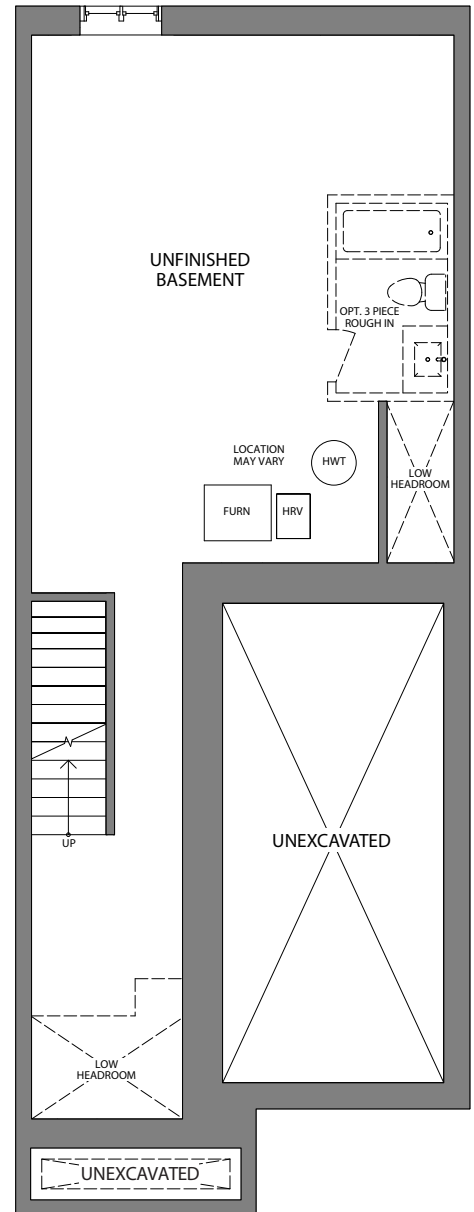 UNFINISHED
BASEMENT
OPT. 3 PIECE
ROUGH IN
LOCATION
MAY VARY
HWT
LOW
HEADROOM
FURN
HRV
UP
UNEXCAVATED
LOW
HEADROOM
UNEXCAVATED